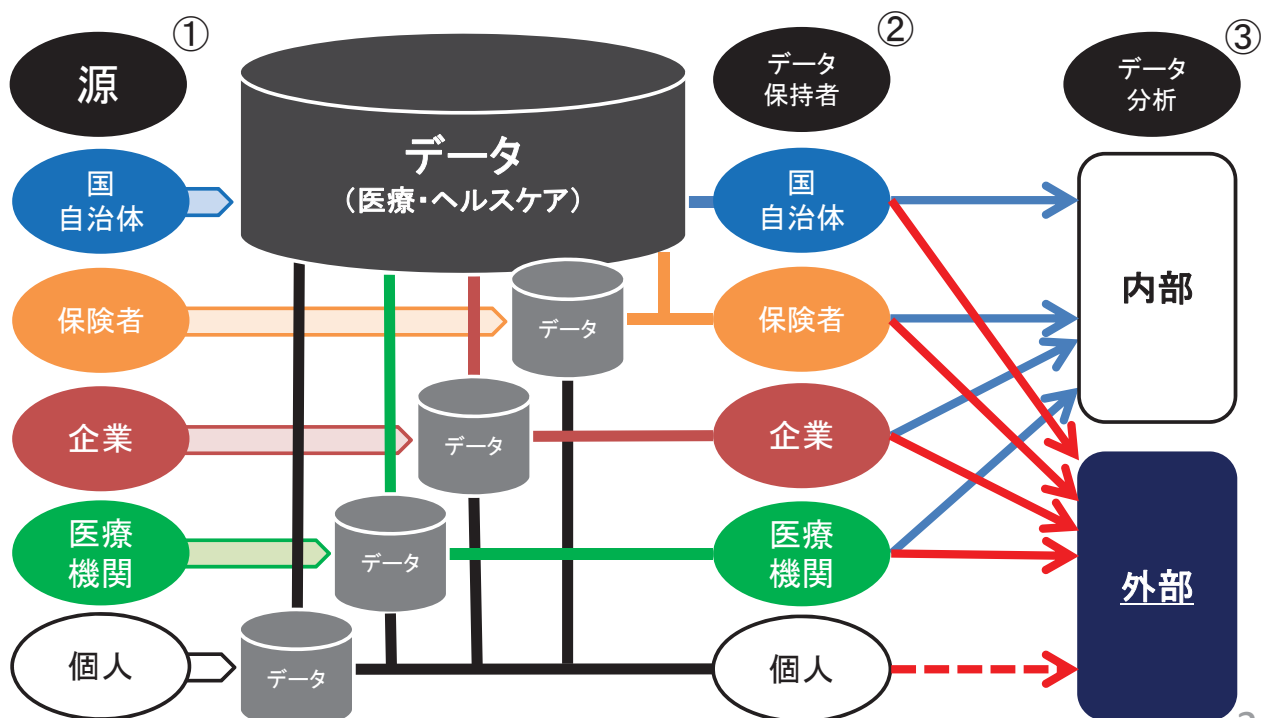 ①
源
国
自治体
保険者
企業
医療
機関
個人
データ
（医療・ヘルスケア）
データ
データ
データ
データ
②
データ
保持者
国
自治体
保険者
企業
医療
機関
個人
③
データ
分析
内部
外部